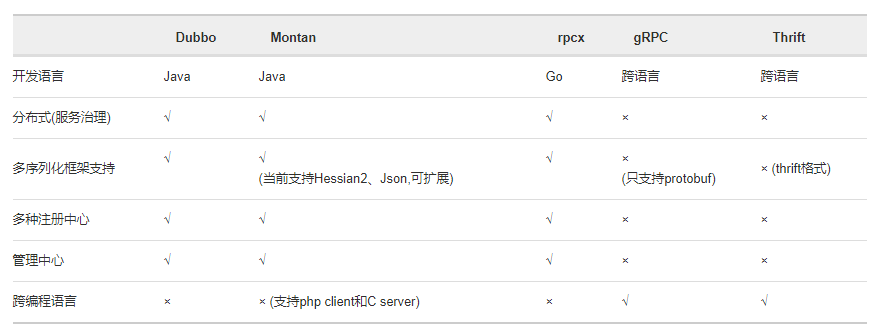 Dubbo Montan rpcx gRPC Thrift
开发语言 Java Java Go 跨语言 跨语言
分布式(服务治理) √ √ √ × ×
多序列化框架支持 √ √ √ × × (thrift格式)
(当前支持Hessian2、Json,可扩展) (只支持protobuf)
多种注册中心 √ √ √ × ×
管理中心 √ √ √ × ×
跨编程语言 × × (支持php client和C server) × √ √